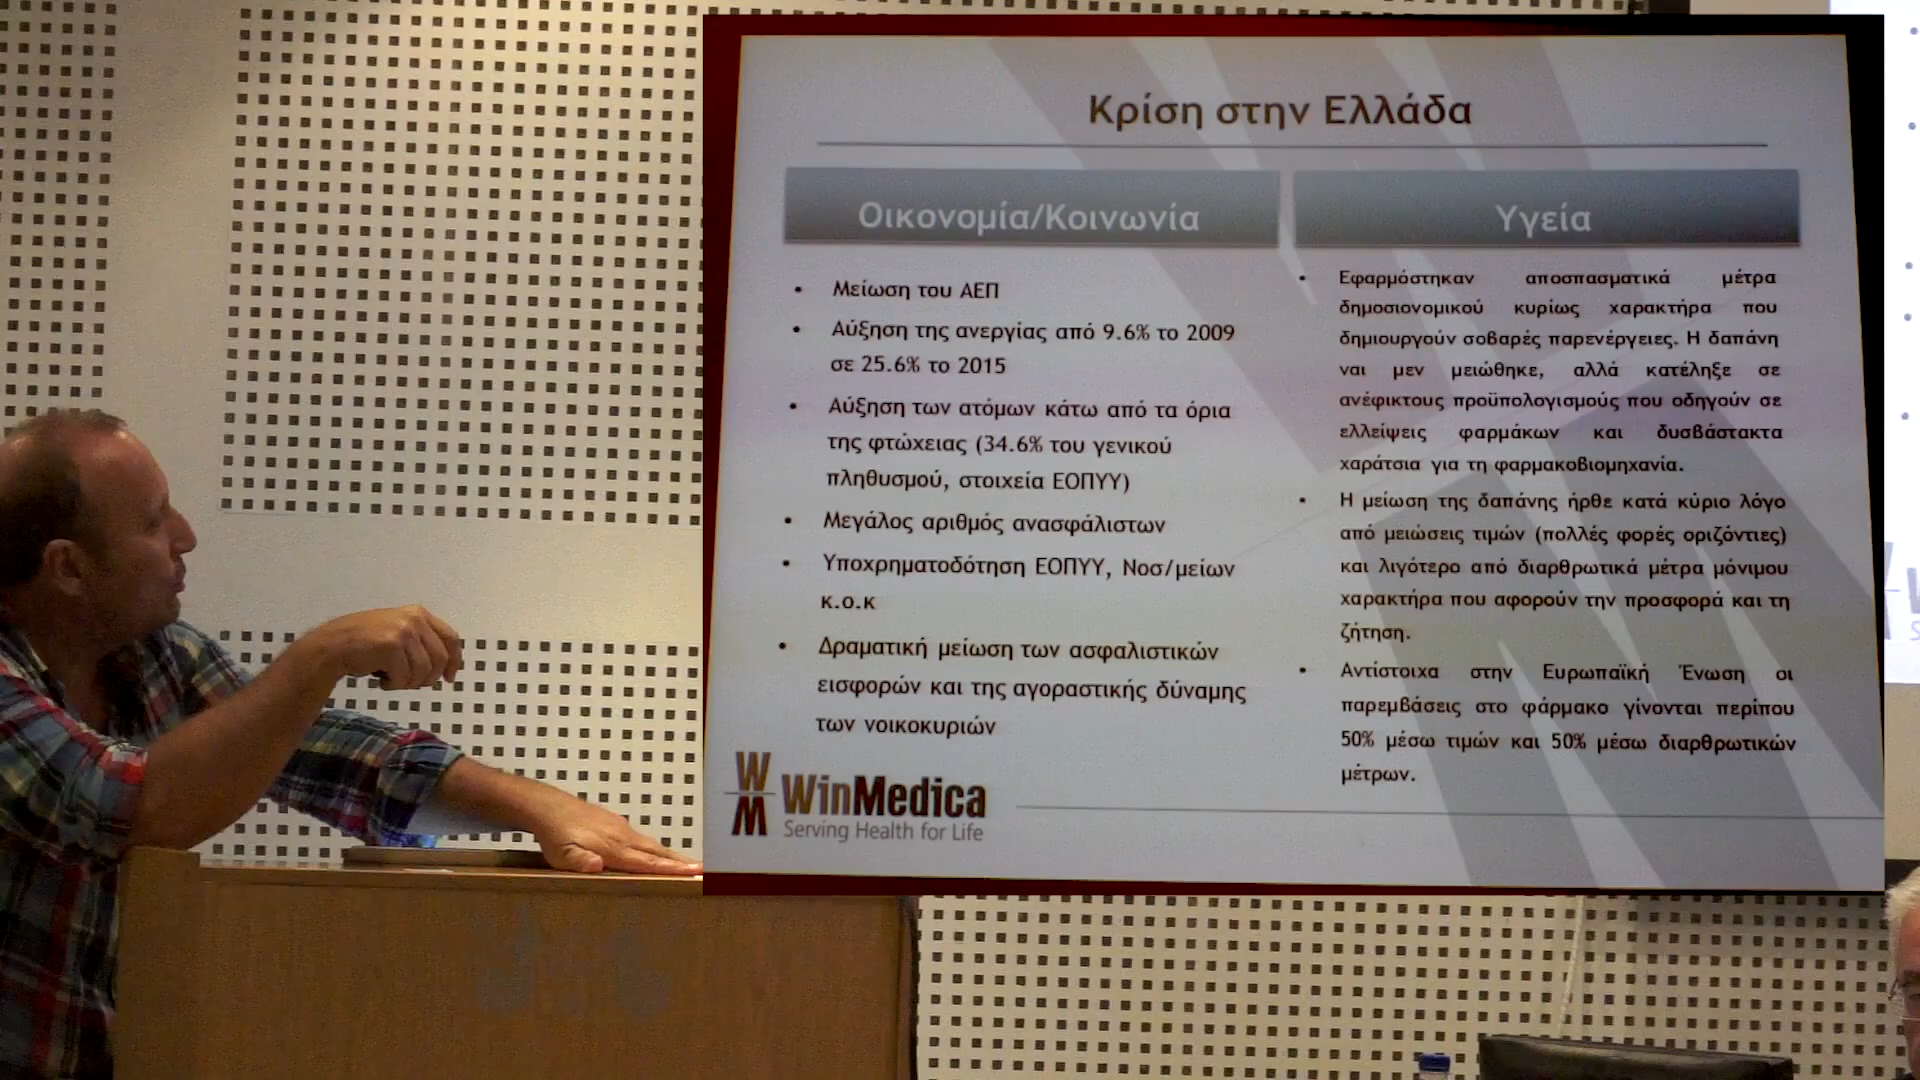 Κρίση στην Ελλάδα
Οικονομία/Κοινωνία
• Μείωση του ΑΕΠ
• Αύξηση της ανεργίας από 9.6% το 2009
σε 25.6% το 2015
• Αύξηση των ατόμων κάτω από τα όρια
της φτώχειας (34.6% του γενικού
πληθυσμού, στοιχεία ΕΟΠΥΥ)
• Μεγάλος αριθμός ανασφάλιστων
• Υποχρηματοδότηση ΕΟΠΥΥ, Νοσ/μείων
κ.ο.κ
• Δραματική μείωση των ασφαλιστικών
εισφορών και της αγοραστικής δύναμης
των νοικοκυριών
Υγεία
• Εφαρμόστηκαν αποσπασματικά μέτρα
δημοσιονομικού κυρίως χαρακτήρα που
δημιουργούν σοβαρές παρενέργειες. Η δαπάνη
ναι μεν μειώθηκε, αλλά κατέληξε σε
ανέφικτους προϋπολογισμούς που οδηγούν σε
ελλείψεις φαρμάκων και δυσβάστακτα
χαράτσια για τη φαρμακοβιομηχανία.
• Η μείωση της δαπάνης ήρθε κατά κύριο λόγο
από μειώσεις τιμών (πολλές φορές οριζόντιες)
και λιγότερο από διαρθρωτικά μέτρα μόνιμου
χαρακτήρα που αφορούν την προσφορά και τη
ζήτηση.
• Αντίστοιχα στην Ευρωπαϊκή Ένωση οι
παρεμβάσεις στο φάρμακο γίνονται περίπου
50% μέσω τιμών και 50% μέσω διαρθρωτικών
μέτρων.
WM WinMedica
Serving Health for Life